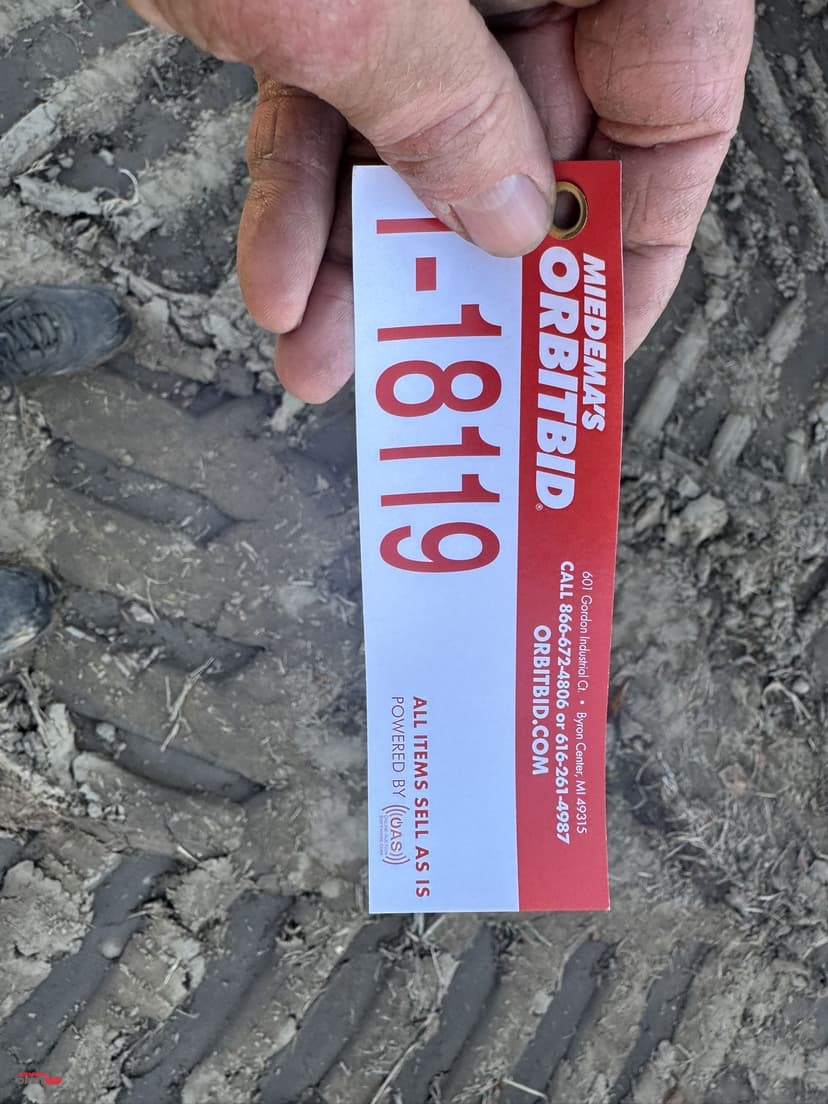 MIEDEMA'S
ORBITBID®
601 Gordon Industrial Ct. • Byron Center, MI 49315
CALL 866-672-4806 or 616-261-4987
ORBITBID.COM
-18119
ALL ITEMS SELL AS IS
POWERED BY ((OAS))